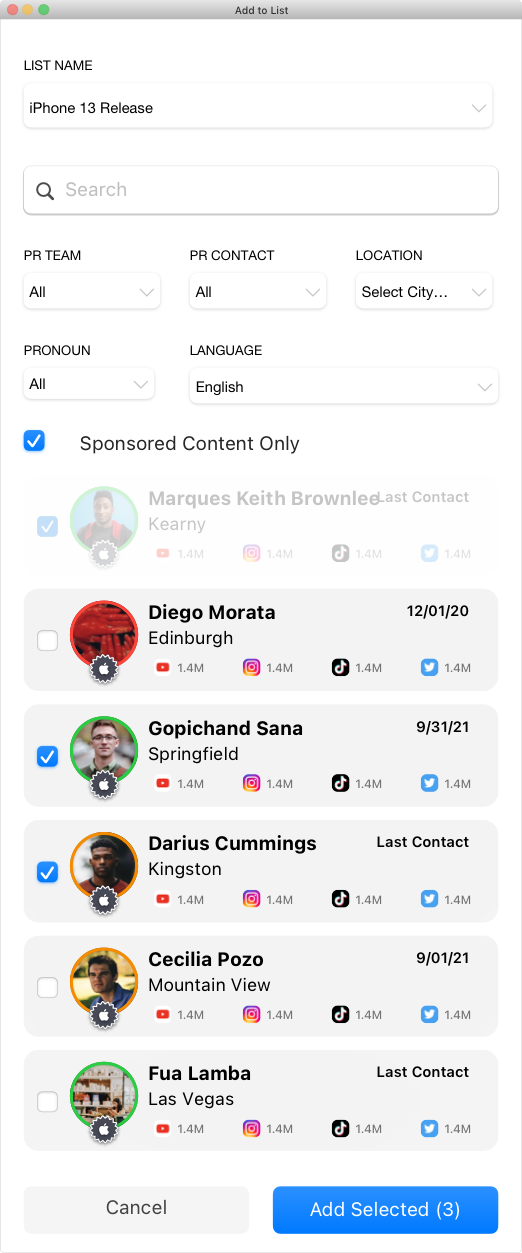 Add to List
LIST NAME
iPhone 13 Release
Search
PR TEAM PR CONTACT LOCATION
All All Select City...
PRONOUN LANGUAGE
All English
Sponsored Content Only
Marques Keith Brownlee Last Contact
Kearny
1.4M 1.4M 1.4M 1.4M
Diego Morata 12/01/20
Edinburgh
1.4M 1.4M 1.4M 1.4M
Gopichand Sana 9/31/21
Springfield
1.4M 1.4M 1.4M 1.4M
Darius Cummings Last Contact
Kingston
1.4M 1.4M 1.4M 1.4M
Cecilia Pozo 9/01/21
Mountain View
1.4M 1.4M 1.4M 1.4M
Fua Lamba Last Contact
Las Vegas
1.4M 1.4M 1.4M 1.4M
Cancel Add Selected (3)